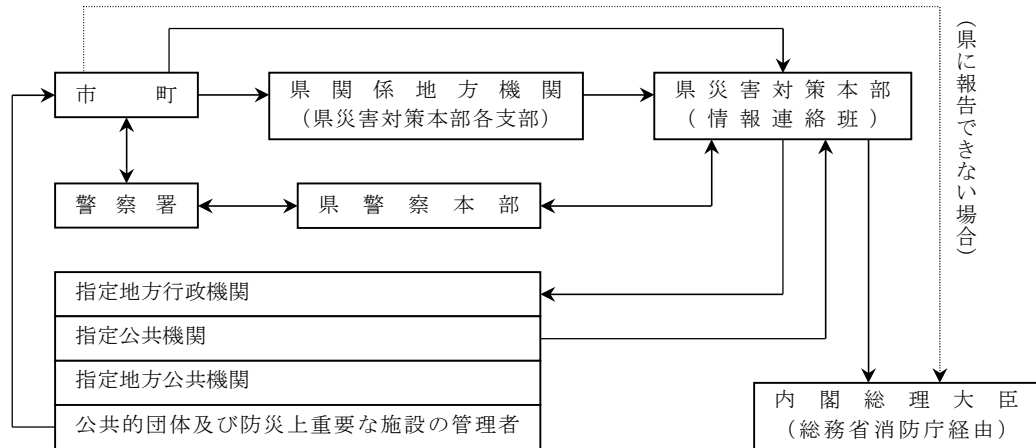 市町
県関係地方機関
（県災害対策本部各支部）
県災害対策本部
（情報連絡班）
（県に報告できない場合）
警察署
県警察本部
指定地方行政機関
指定公共機関
指定地方公共機関
公共的団体及び防災上重要な施設の管理者
内閣総理大臣
（総務省消防庁経由）